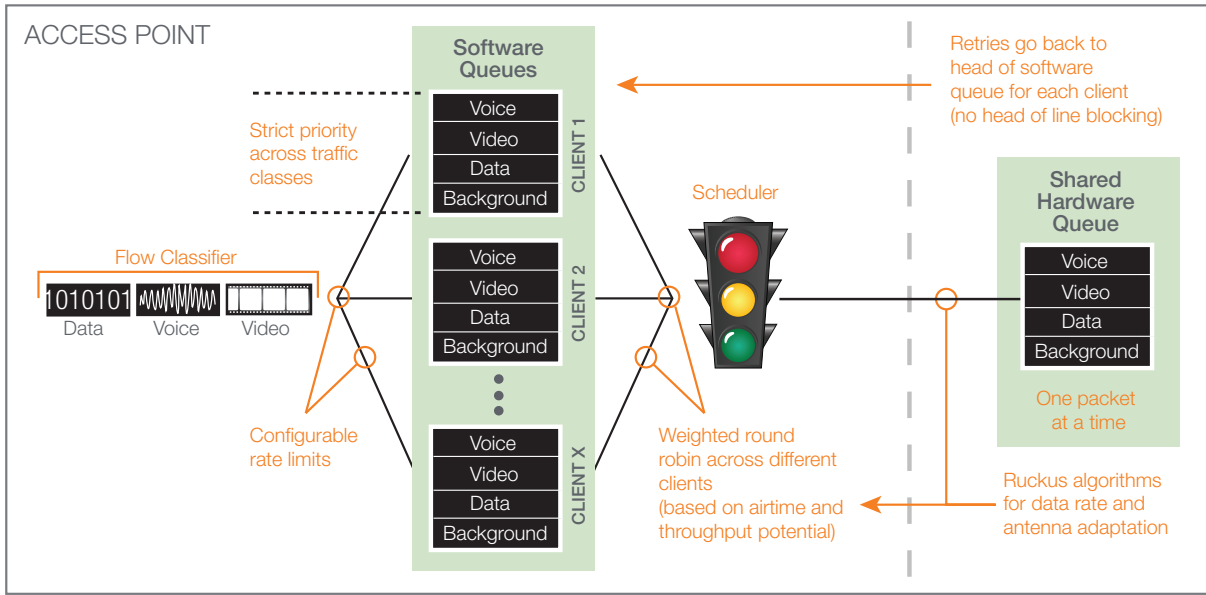 ACCESS POINT
Software
Queues
Voice
Video
Data
Background
CLIENT 1
Voice
Video
Data
Background
CLIENT 2
Voice
Video
Data
Background
CLIENT X
Strict priority
across traffic
classes
Flow Classifier
1010101
Data
Voice
Video
Configurable
rate limits
Scheduler
Weighted round
robin across different
clients
(based on airtime and
throughput potential)
Retries go back to
head of software
queue for each client
(no head of line blocking)
Shared
Hardware
Queue
Voice
Video
Data
Background
One packet
at a time
Ruckus algorithms
for data rate and
antenna adaptation